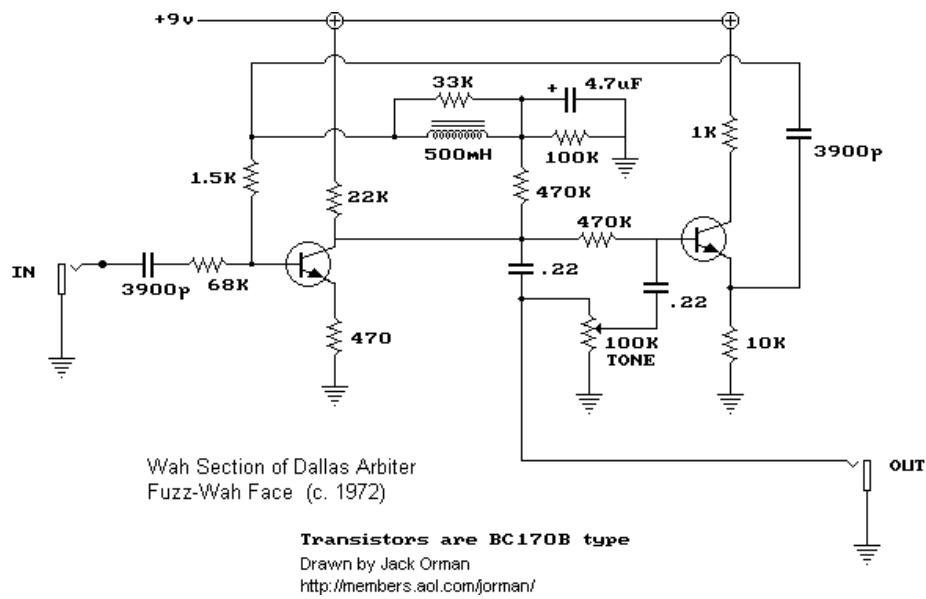 +9v
33K
+ 4.7uF
500mH
100K
1K
3900p
1.5K
22K
470K
470K
IN
3900p
68K
.22
.22
470
100K
TONE
10K
Wah Section of Dallas Arbiter
Fuzz-Wah Face (c. 1972)
OUT
Transistors are BC170B type
Drawn by Jack Orman
http://members.aol.com/jorman/